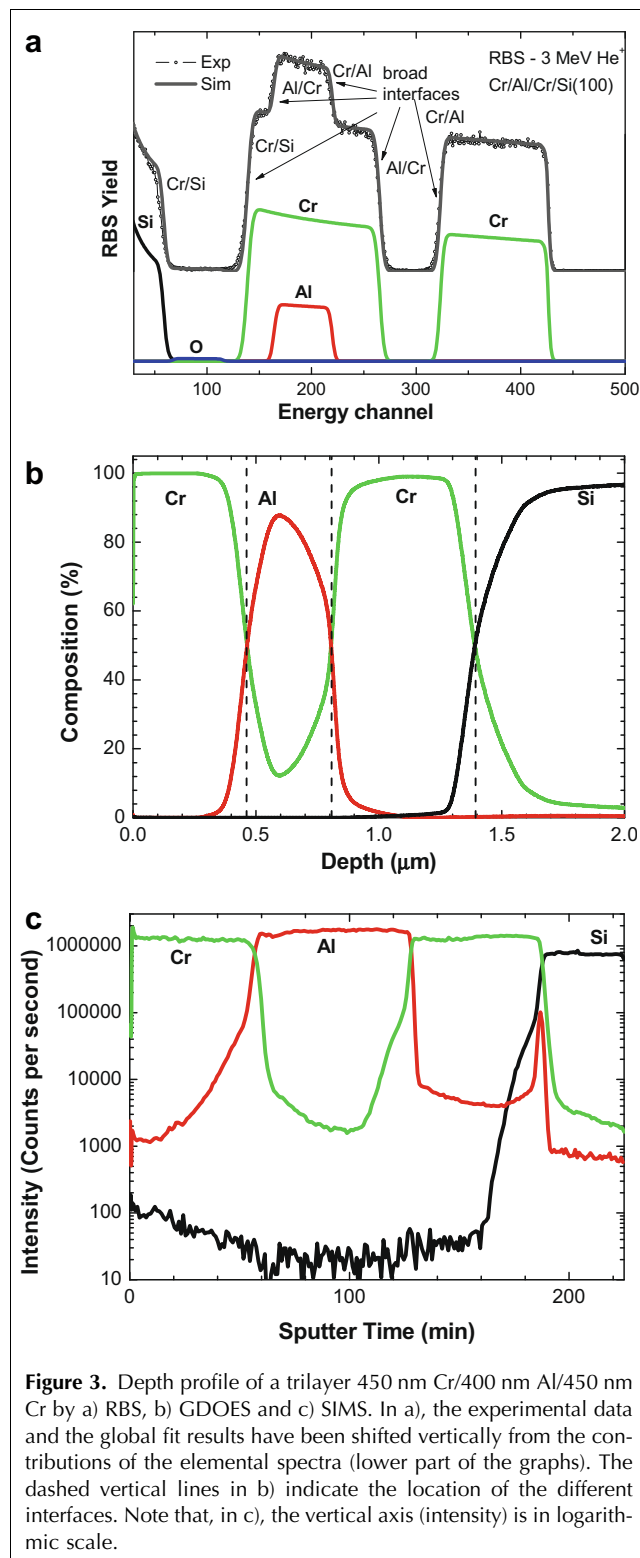 a
Exp
Sim
Cr/Al
Al/Cr
broad
interfaces
RBS - 3 MeV He+
Cr/Al/Cr/Si(100)
Cr/Al
Cr/Si
Al/Cr
Cr/Si
Si
Cr
Cr
Al
O
RBS Yield
100 200 300 400 500
Energy channel
b
100
80
60
40
20
0
Cr Al Cr Si
Composition (%)
0.0 0.5 1.0 1.5 2.0
Depth (μm)
c
1000000
100000
10000
1000
100
10
Cr Al Si
Intensity (Counts per second)
0 100 200
Sputter Time (min)
Figure 3. Depth profile of a trilayer 450 nm Cr/400 nm Al/450 nm
Cr by a) RBS, b) GDOES and c) SIMS. In a), the experimental data
and the global fit results have been shifted vertically from the con-
tributions of the elemental spectra (lower part of the graphs). The
dashed vertical lines in b) indicate the location of the different
interfaces. Note that, in c), the vertical axis (intensity) is in logarith-
mic scale.